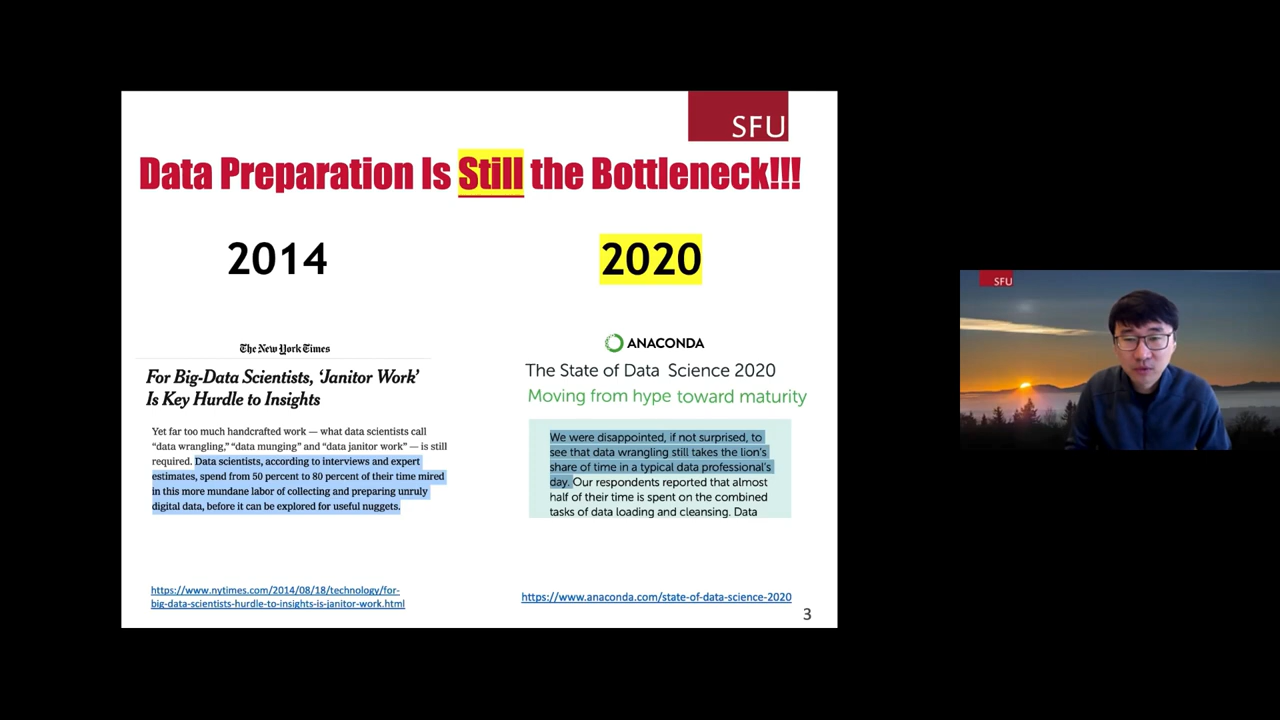 SFU
Data Preparation Is Still the Bottleneck!!!
2014
2020
The New York Times
For Big-Data Scientists, ‘Janitor Work’
Is Key Hurdle to Insights
Yet far too much handcrafted work — what data scientists call
“data wrangling,” “data munging” and “data janitor work” — is still
required. Data scientists, according to interviews and expert
estimates, spend from 50 percent to 80 percent of their time mired
in this more mundane labor of collecting and preparing unruly
digital data, before it can be explored for useful nuggets.
https://www.nytimes.com/2014/08/18/technology/for-
big-data-scientists-hurdle-to-insights-is-janitor-work.html
ANACONDA
The State of Data Science 2020
Moving from hype toward maturity
We were disappointed, if not surprised, to
see that data wrangling still takes the lion’s
share of time in a typical data professional’s
day. Our respondents reported that almost
half of their time is spent on the combined
tasks of data loading and cleansing. Data
https://www.anaconda.com/state-of-data-science-2020
3
SFU